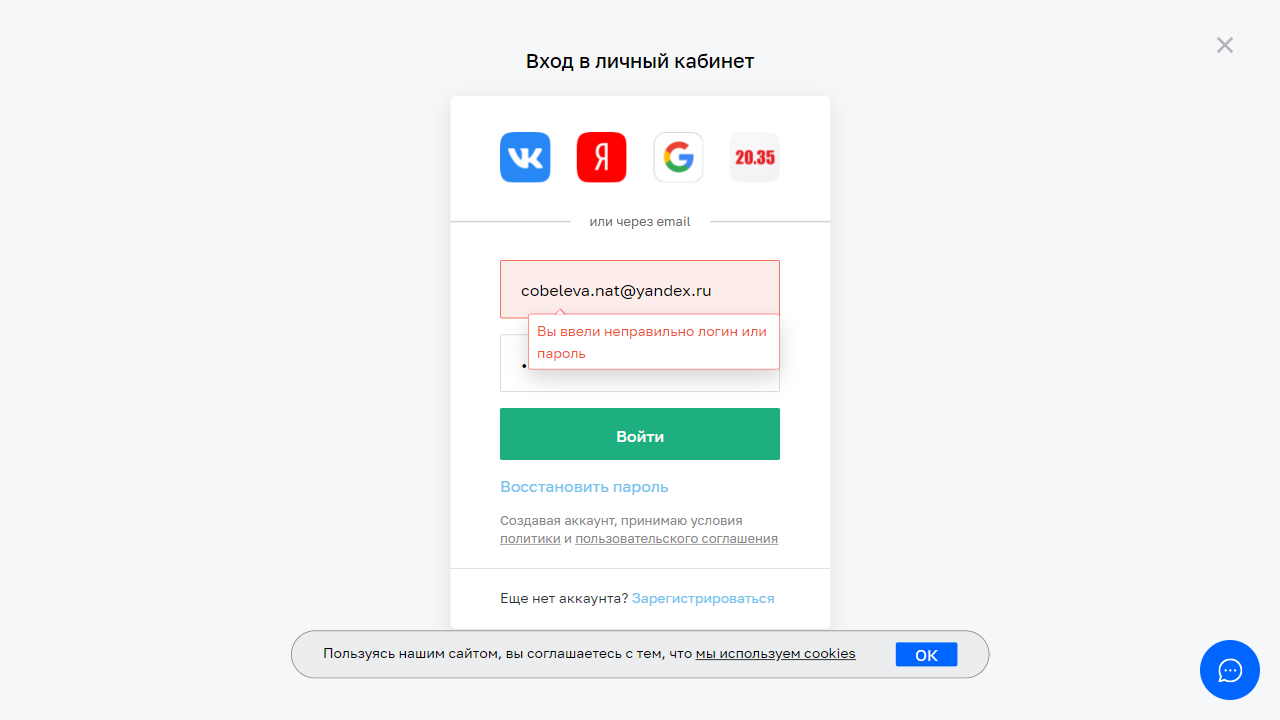 Вход в личный кабинет
20.35
или через email
cobeleva.nat@yandex.ru
Вы ввели неправильно логин или
пароль
Войти
Восстановить пароль
Создавая аккаунт, принимаю условия
политики и пользовательского соглашения
Еще нет аккаунта? Зарегистрироваться
Пользуясь нашим сайтом, вы соглашаетесь с тем, что мы используем cookies
OK